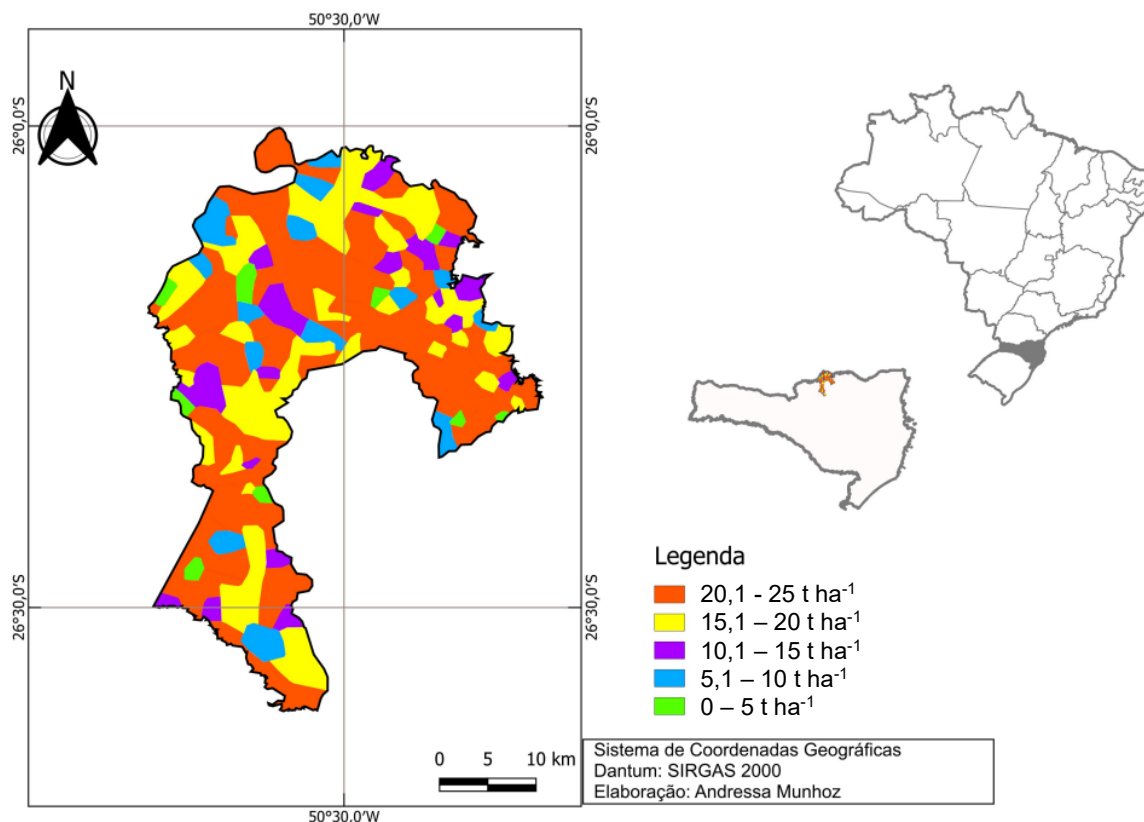 50°30,0'W
N
26°0,0'S
26°0,0'S
Legenda
20,1 - 25 t ha⁻¹
15,1 – 20 t ha⁻¹
10,1 – 15 t ha⁻¹
5,1 – 10 t ha⁻¹
0 – 5 t ha⁻¹
26°30,0'S
26°30,0'S
0 5 10 km
Sistema de Coordenadas Geográficas
Dantum: SIRGAS 2000
Elaboração: Andressa Munhoz
50°30,0'W